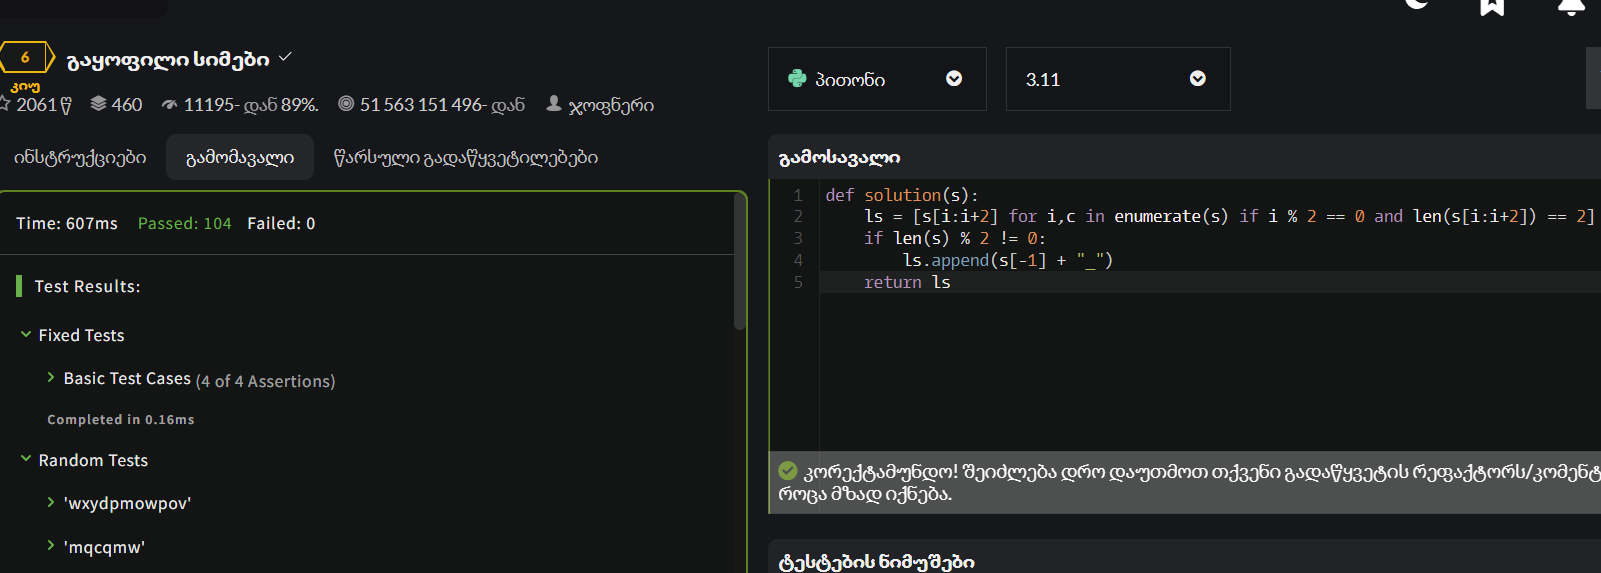 6
კიუ
გაყოფილი სიმები
2061 წ 460 11195- დან 89%. 51 563 151 496- დან ჯოფნერი
ინსტრუქციები გამომავალი წარსული გადაწყვეტილებები
Time: 607ms Passed: 104 Failed: 0
Test Results:
Fixed Tests
Basic Test Cases (4 of 4 Assertions)
Completed in 0.16ms
Random Tests
'wxydpmowpov'
'mqcqmw'
პითონი
3.11
გამოსავალი
1 def solution(s):
2 ls = [s[i:i+2] for i,c in enumerate(s) if i % 2 == 0 and len(s[i:i+2]) == 2]
3 if len(s) % 2 != 0:
4 ls.append(s[-1] + "_")
5 return ls
კორექტამუნდო! შეიძლება დრო დაუთმოთ თქვენი გადაწყვეტის რეფაქტორს/კომენტ
როცა მზად იქნება.
ტესტების ნიმუშები